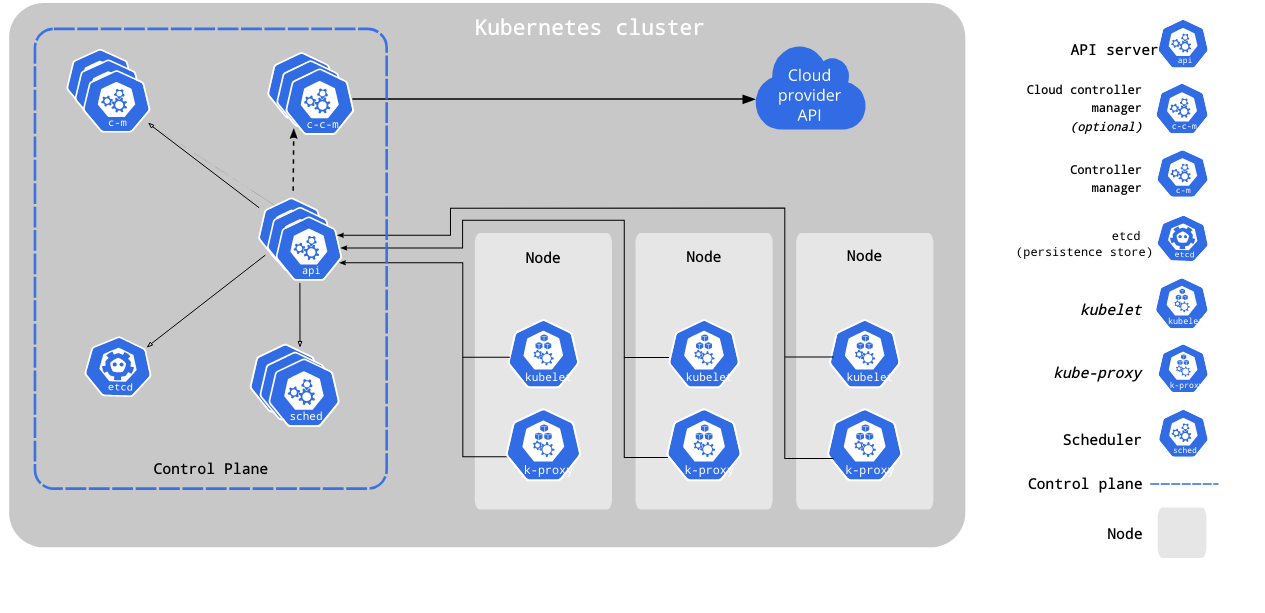 Kubernetes cluster
c-m
c-c-m
Cloud
provider
API
api
etcd
sched
Control Plane
Node
kubelet
k-proxy
Node
kubelet
k-proxy
Node
kubelet
k-proxy
API server
api
Cloud controller
manager
(optional)
c-c-m
Controller
manager
c-m
etcd
(persistence store)
etcd
kubelet
kubelet
kube-proxy
k-proxy
Scheduler
sched
Control plane
Node